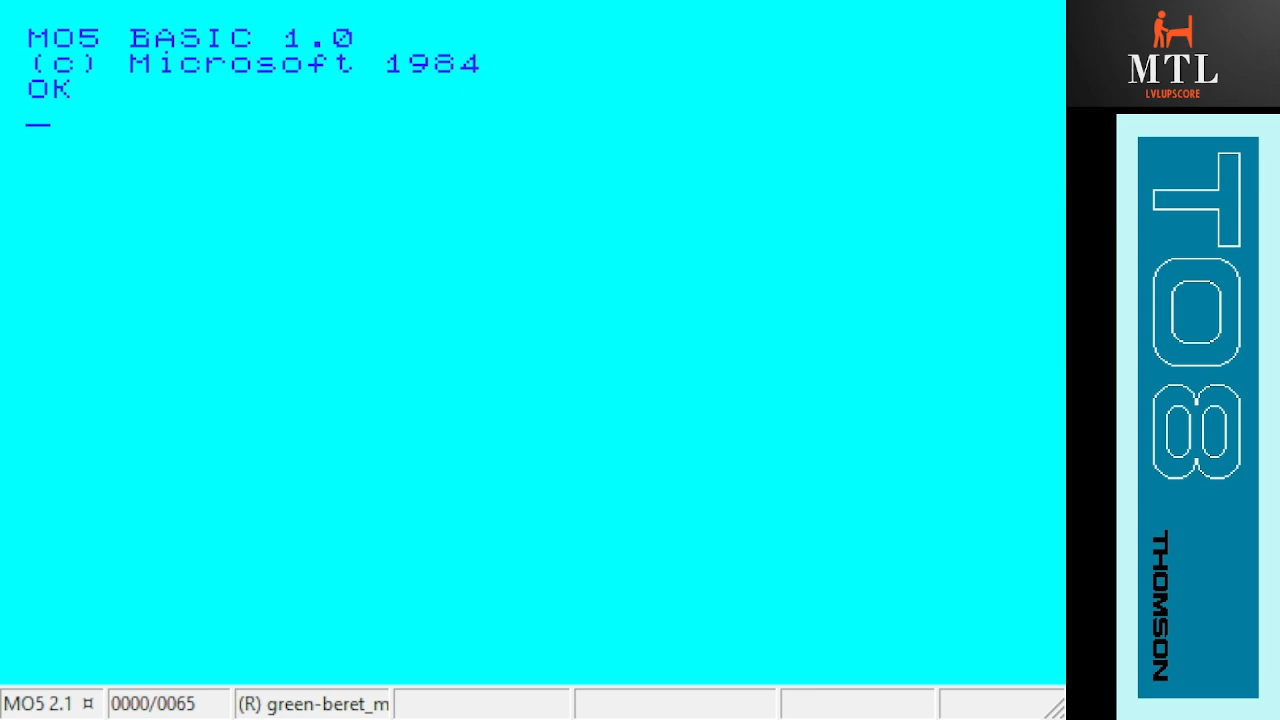 MO5 BASIC 1.0
(c) Microsoft 1984
OK
MTL
LVLUPSCORE
TO8
THOMSON
MO5 2.1 ¤
0000/0065
(R) green-beret_m